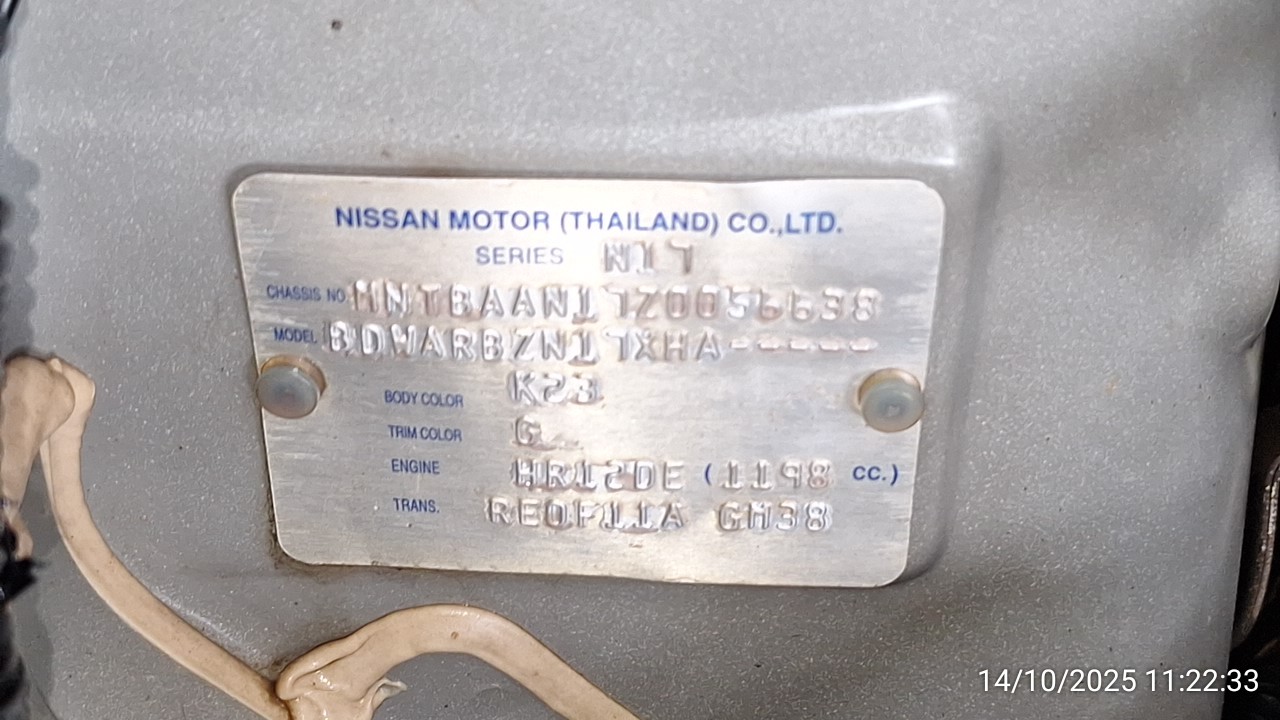 NISSAN MOTOR (THAILAND) CO.,LTD.
SERIES N17
CHASSIS NO. MNTBAAN17Z0056638
MODEL BDWARBZN17XHA-----
BODY COLOR K23
TRIM COLOR G
ENGINE HR12DE (1198 CC.)
TRANS. RE0F11A GH38
14/10/2025 11:22:33